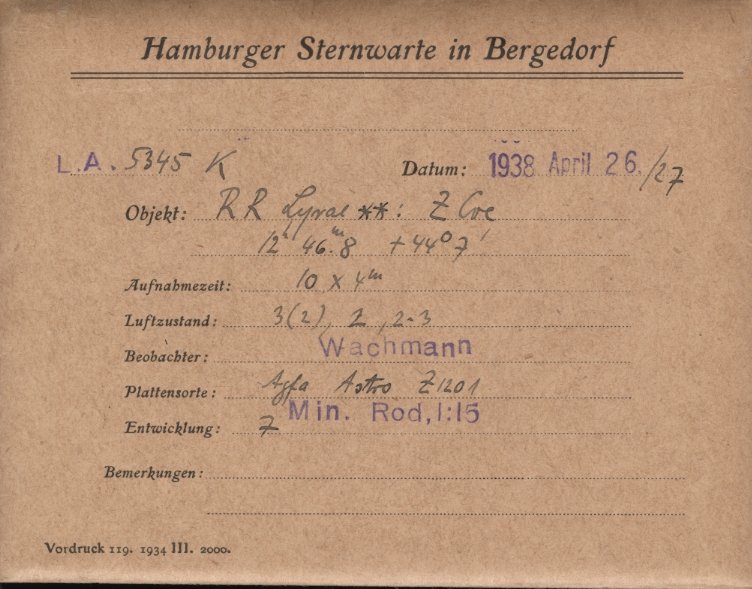 Hamburger Sternwarte in Bergedorf
L.A. 5345 K Datum: 1938 April 26./27
Objekt: RR Lyrae **: Z CVe
12h 46m.8 +44° 7'
Aufnahmezeit: 10 x 4m
Luftzustand: 3(2), 2, 2-3
Beobachter: Wachmann
Plattensorte: Agfa Astro Z1201
Entwicklung: 7 Min. Rod, 1:15
Bemerkungen:
Vordruck 119. 1934 III. 2000.